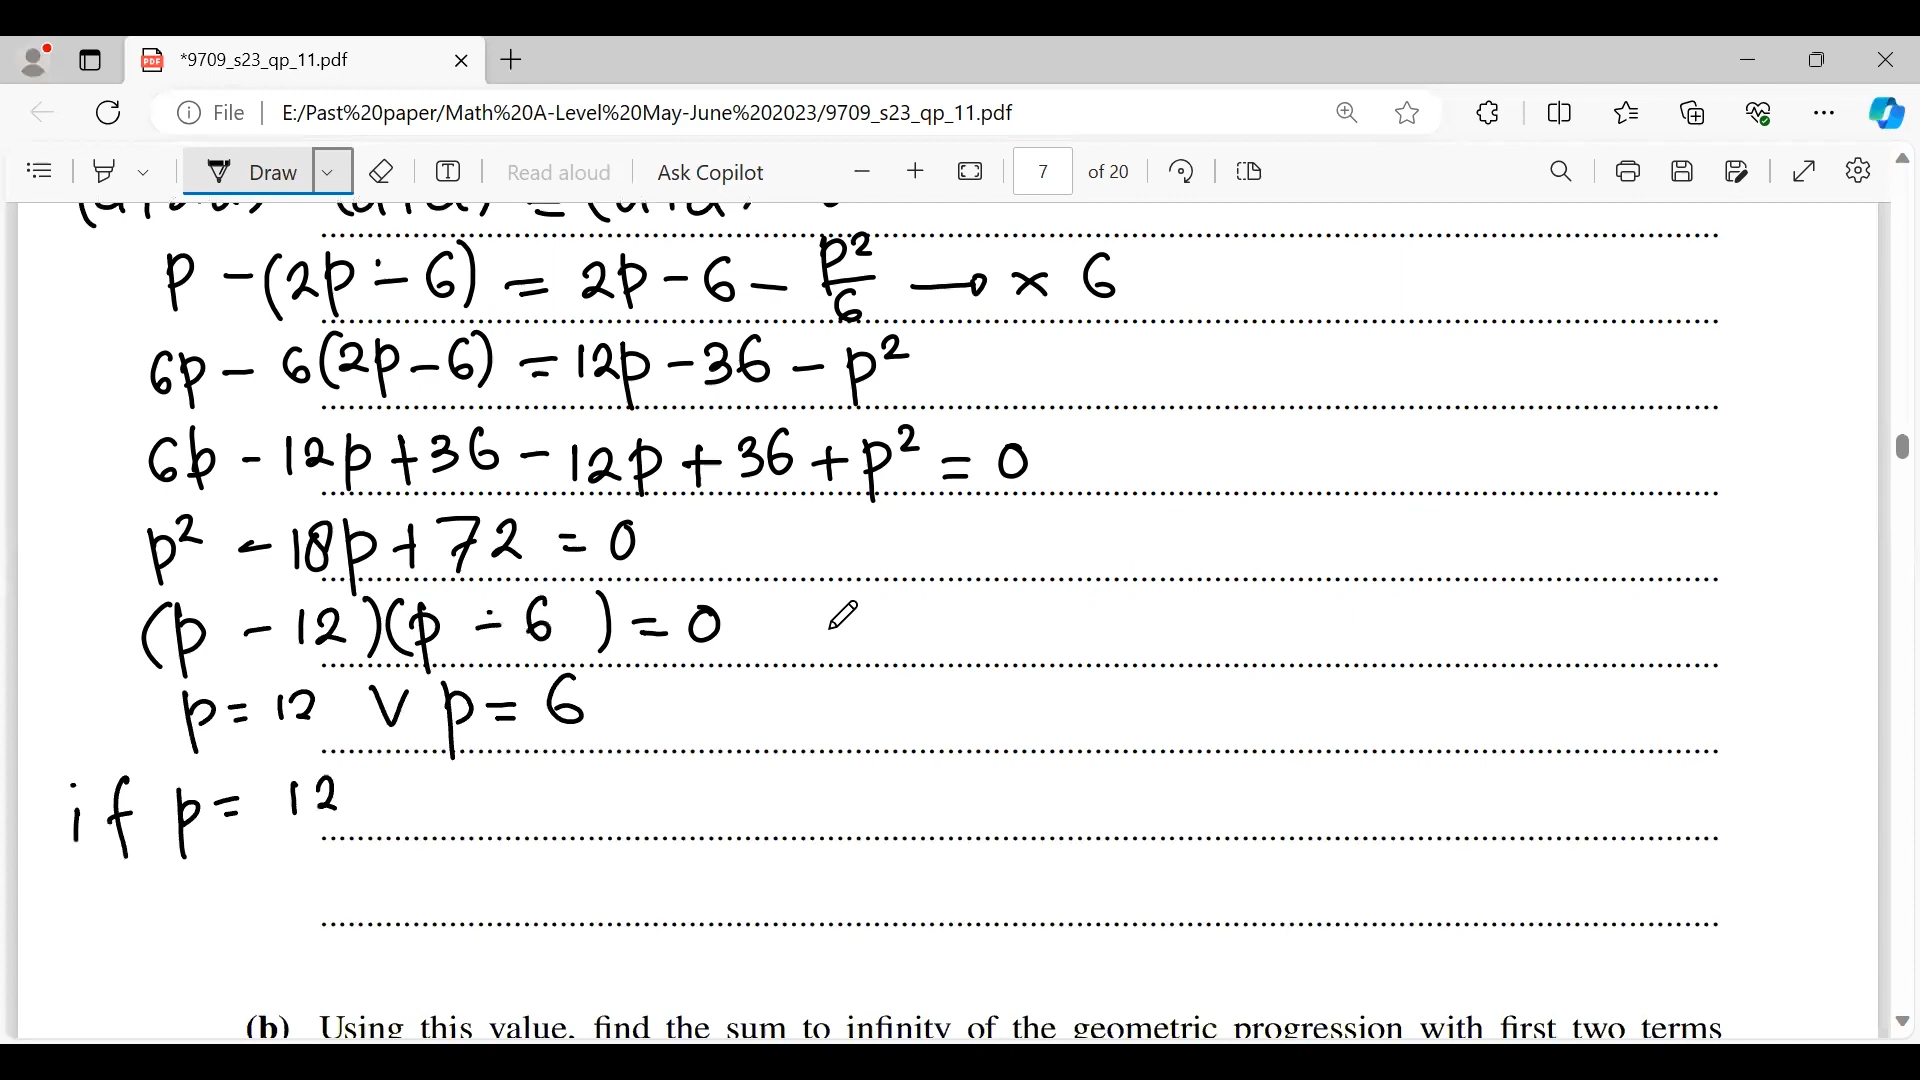 *9709_s23_qp_11.pdf
File E:/Past%20paper/Math%20A-Level%20May-June%202023/9709_s23_qp_11.pdf
Draw Read aloud Ask Copilot 7 of 20
p - (2p - 6) = 2p - 6 - p²/6 → × 6
6p - 6(2p - 6) = 12p - 36 - p²
6p - 12p + 36 - 12p + 36 + p² = 0
p² - 18p + 72 = 0
(p - 12)(p - 6) = 0
p = 12 V p = 6
if p = 12
(b) Using this value, find the sum to infinity of the geometric progression with first two terms